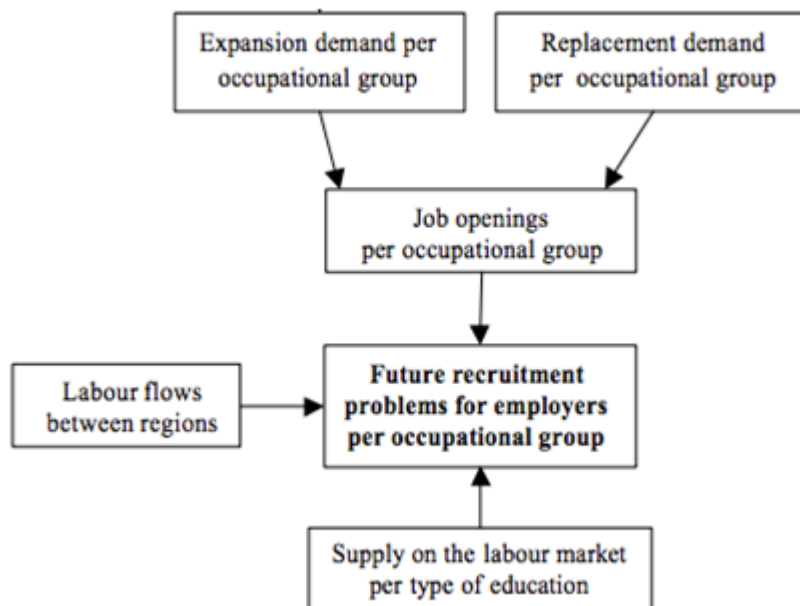 Expansion demand per
occupational group
Replacement demand
per occupational group
Job openings
per occupational group
Labour flows
between regions
Future recruitment
problems for employers
per occupational group
Supply on the labour market
per type of education